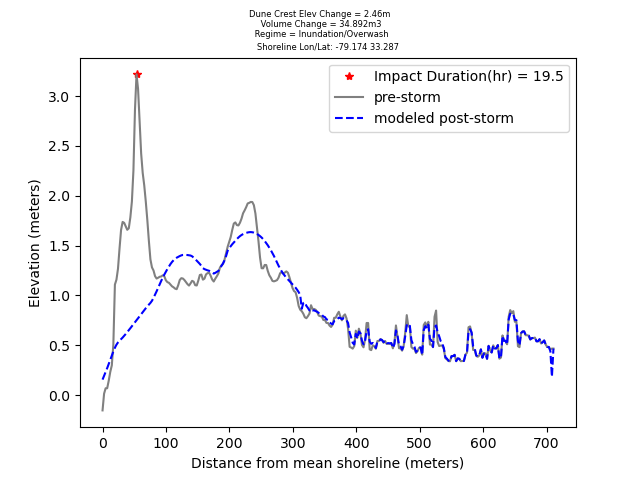 Dune Crest Elev Change = 2.46m
Volume Change = 34.892m3
Regime = Inundation/Overwash
Shoreline Lon/Lat: -79.174 33.287
Impact Duration(hr) = 19.5
pre-storm
modeled post-storm
Elevation (meters)
3.0
2.5
2.0
1.5
1.0
0.5
0.0
0 100 200 300 400 500 600 700
Distance from mean shoreline (meters)